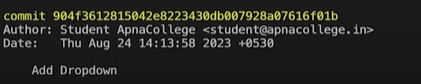 commit 904f3612815042e8223430db007928a07616f01b
Author: Student ApnaCollege <student@apnacollege.in>
Date: Thu Aug 24 14:13:58 2023 +0530
Add Dropdown